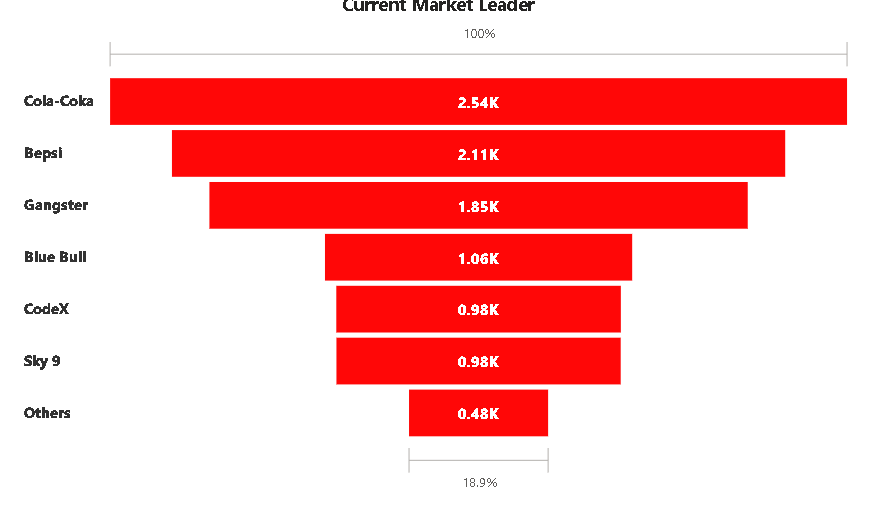 Current Market Leader
100%
Cola-Coka 2.54K
Bepsi 2.11K
Gangster 1.85K
Blue Bull 1.06K
CodeX 0.98K
Sky 9 0.98K
Others 0.48K
18.9%